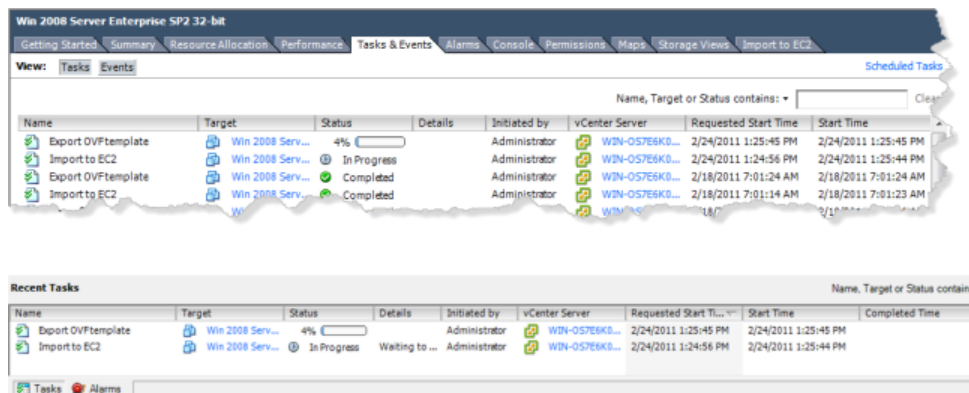 Win 2008 Server Enterprise SP2 32-bit
Getting Started Summary Resource Allocation Performance Tasks & Events Alarms Console Permissions Maps Storage Views Import to EC2
View: Tasks Events Scheduled Tasks
Name, Target or Status contains: Clear
Name Target Status Details Initiated by vCenter Server Requested Start Time Start Time
Export OVF template Win 2008 Serv... 4% Administrator WIN-OS7E6K0... 2/24/2011 1:25:45 PM 2/24/2011 1:25:45 PM
Import to EC2 Win 2008 Serv... In Progress Administrator WIN-OS7E6K0... 2/24/2011 1:24:56 PM 2/24/2011 1:25:44 PM
Export OVF template Win 2008 Serv... Completed Administrator WIN-OS7E6K0... 2/18/2011 7:01:24 AM 2/18/2011 7:01:24 AM
Import to EC2 Win 2008 Serv... Completed Administrator WIN-OS7E6K0... 2/18/2011 7:01:14 AM 2/18/2011 7:01:23 AM
Recent Tasks Name, Target or Status contain
Name Target Status Details Initiated by vCenter Server Requested Start Ti... Start Time Completed Time
Export OVF template Win 2008 Serv... 4% Administrator WIN-OS7E6K0... 2/24/2011 1:25:45 PM 2/24/2011 1:25:45 PM
Import to EC2 Win 2008 Serv... In Progress Waiting to ... Administrator WIN-OS7E6K0... 2/24/2011 1:24:56 PM 2/24/2011 1:25:44 PM
Tasks Alarms